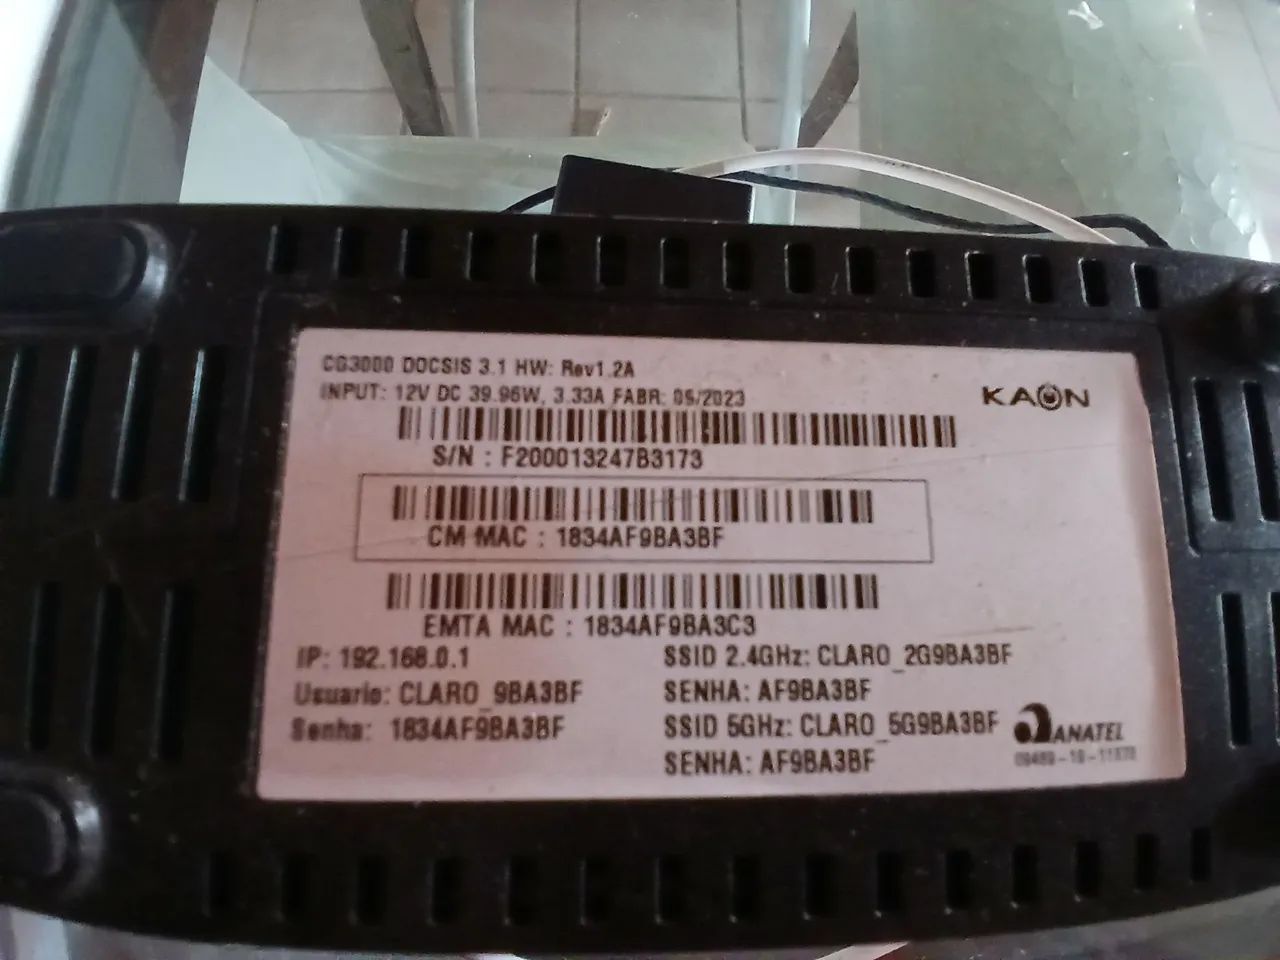 CG3000 DOCSIS 3.1 HW: Rev1.2A
INPUT: 12V DC 39.96W, 3.33A FABR: 05/2023
KAON
S/N : F200013247B3173
CM MAC : 1834AF9BA3BF
EMTA MAC : 1834AF9BA3C3
IP: 192.168.0.1
Usuario: CLARO_9BA3BF
Senha: 1834AF9BA3BF
SSID 2.4GHz: CLARO_2G9BA3BF
SENHA: AF9BA3BF
SSID 5GHz: CLARO_5G9BA3BF
SENHA: AF9BA3BF
ANATEL